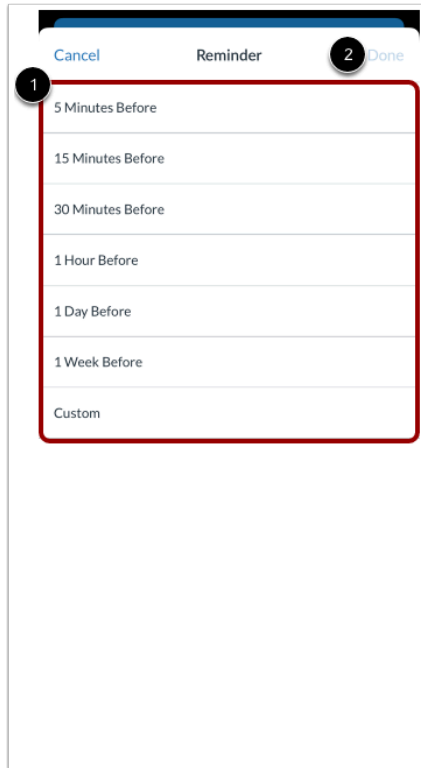 Cancel Reminder 2 Done
1
5 Minutes Before
15 Minutes Before
30 Minutes Before
1 Hour Before
1 Day Before
1 Week Before
Custom